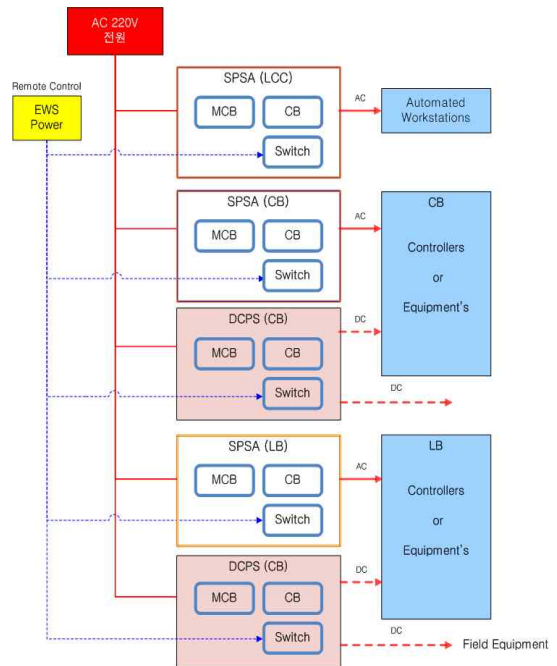 AC 220V
전원
Remote Control
EWS
Power
SPSA (LCC)
MCB
CB
Switch
AC
Automated
Workstations
SPSA (CB)
MCB
CB
Switch
AC
CB
Controllers
or
Equipment's
DCPS (CB)
MCB
CB
Switch
DC
DC
SPSA (LB)
MCB
CB
Switch
AC
LB
Controllers
or
Equipment's
DCPS (CB)
MCB
CB
Switch
DC
DC
Field Equipment